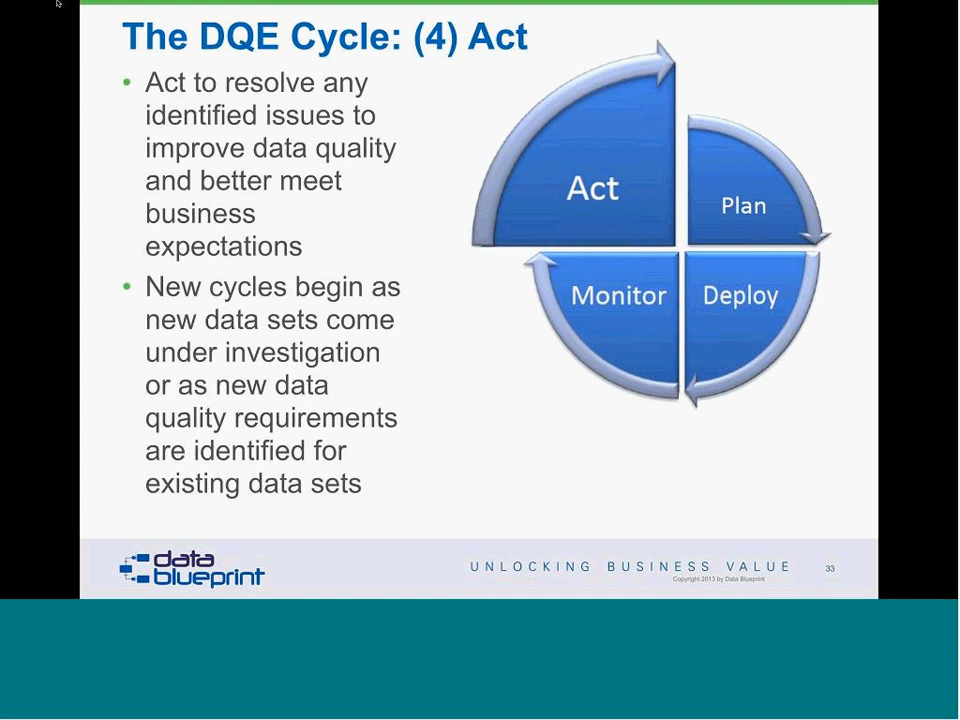 The DQE Cycle: (4) Act
• Act to resolve any
identified issues to
improve data quality
and better meet
business
expectations
• New cycles begin as
new data sets come
under investigation
or as new data
quality requirements
are identified for
existing data sets
Act
Plan
Monitor
Deploy
data
blueprint
UNLOCKING BUSINESS VALUE
33
Copyright 2013 by Data Blueprint